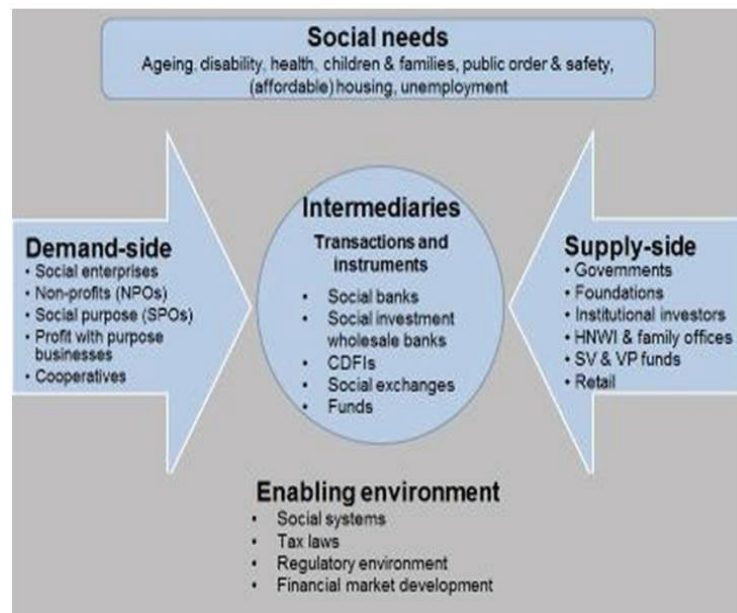 Social needs
Ageing, disability, health, children & families, public order & safety,
(affordable) housing, unemployment
Demand-side
• Social enterprises
• Non-profits (NPOs)
• Social purpose (SPOs)
• Profit with purpose
businesses
• Cooperatives
Intermediaries
Transactions and
instruments
• Social banks
• Social investment
wholesale banks
• CDFIs
• Social exchanges
• Funds
Supply-side
• Governments
• Foundations
• Institutional investors
• HNWI & family offices
• SV & VP funds
• Retail
Enabling environment
• Social systems
• Tax laws
• Regulatory environment
• Financial market development